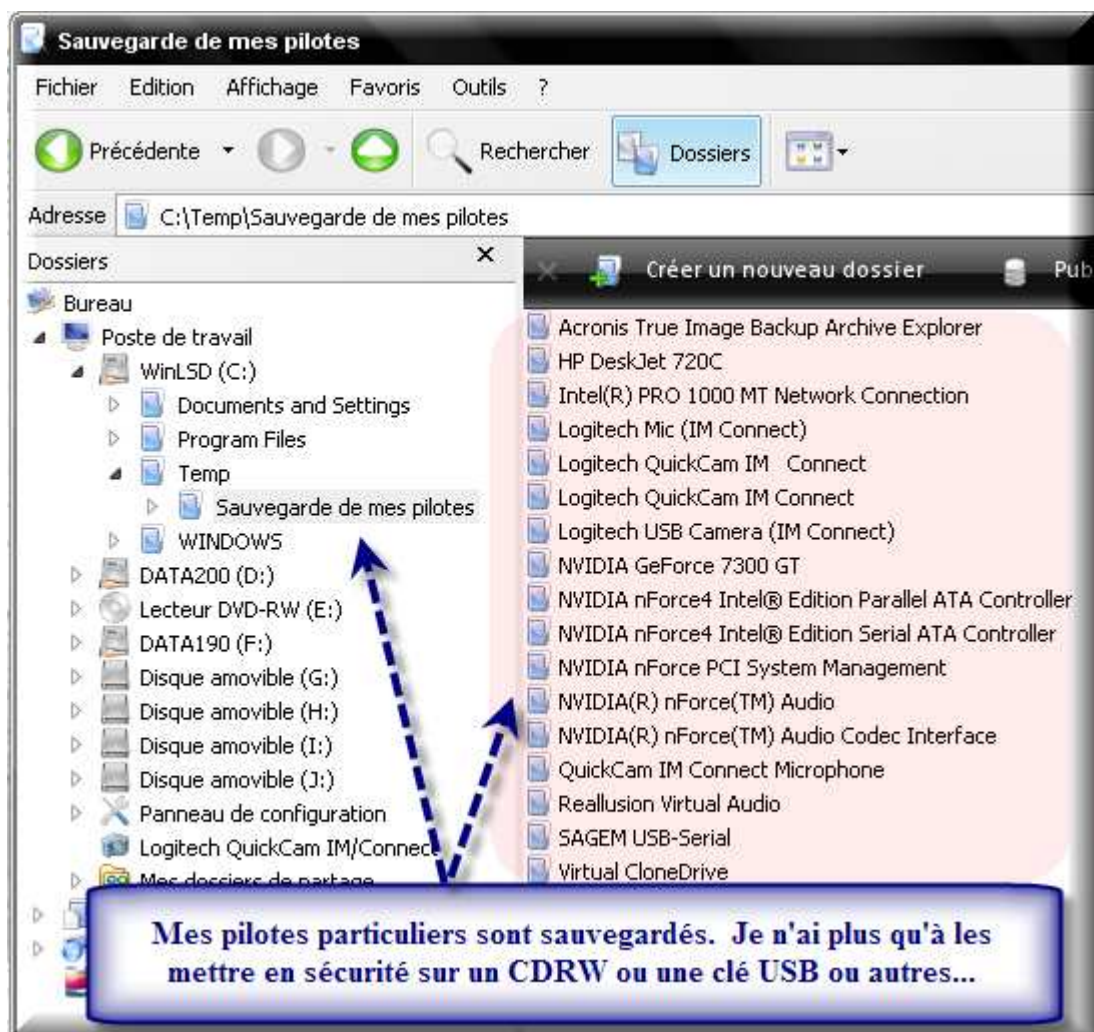 Sauvegarde de mes pilotes
Fichier Edition Affichage Favoris Outils ?
Précédente Rechercher Dossiers
Adresse C:\Temp\Sauvegarde de mes pilotes
Dossiers
Bureau
Poste de travail
WinLSD (C:)
Documents and Settings
Program Files
Temp
Sauvegarde de mes pilotes
WINDOWS
DATA200 (D:)
Lecteur DVD-RW (E:)
DATA190 (F:)
Disque amovible (G:)
Disque amovible (H:)
Disque amovible (I:)
Disque amovible (J:)
Panneau de configuration
Logitech QuickCam IM/Connect
Mes dossiers de partage
Créer un nouveau dossier Pub
Acronis True Image Backup Archive Explorer
HP DeskJet 720C
Intel(R) PRO 1000 MT Network Connection
Logitech Mic (IM Connect)
Logitech QuickCam IM Connect
Logitech QuickCam IM Connect
Logitech USB Camera (IM Connect)
NVIDIA GeForce 7300 GT
NVIDIA nForce4 Intel® Edition Parallel ATA Controller
NVIDIA nForce4 Intel® Edition Serial ATA Controller
NVIDIA nForce PCI System Management
NVIDIA(R) nForce(TM) Audio
NVIDIA(R) nForce(TM) Audio Codec Interface
QuickCam IM Connect Microphone
Reallusion Virtual Audio
SAGEM USB-Serial
Virtual CloneDrive
Mes pilotes particuliers sont sauvegardés. Je n'ai plus qu'à les
mettre en sécurité sur un CDRW ou une clé USB ou autres...